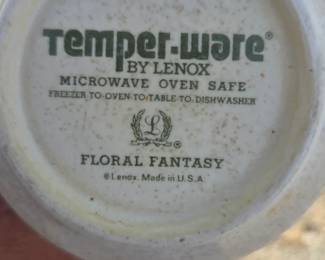 Temper-ware®
BY LENOX
MICROWAVE OVEN SAFE
FREEZER TO-OVEN TO-TABLE TO-DISHWASHER
L ®
FLORAL FANTASY
© Lenox. Made in U.S.A.